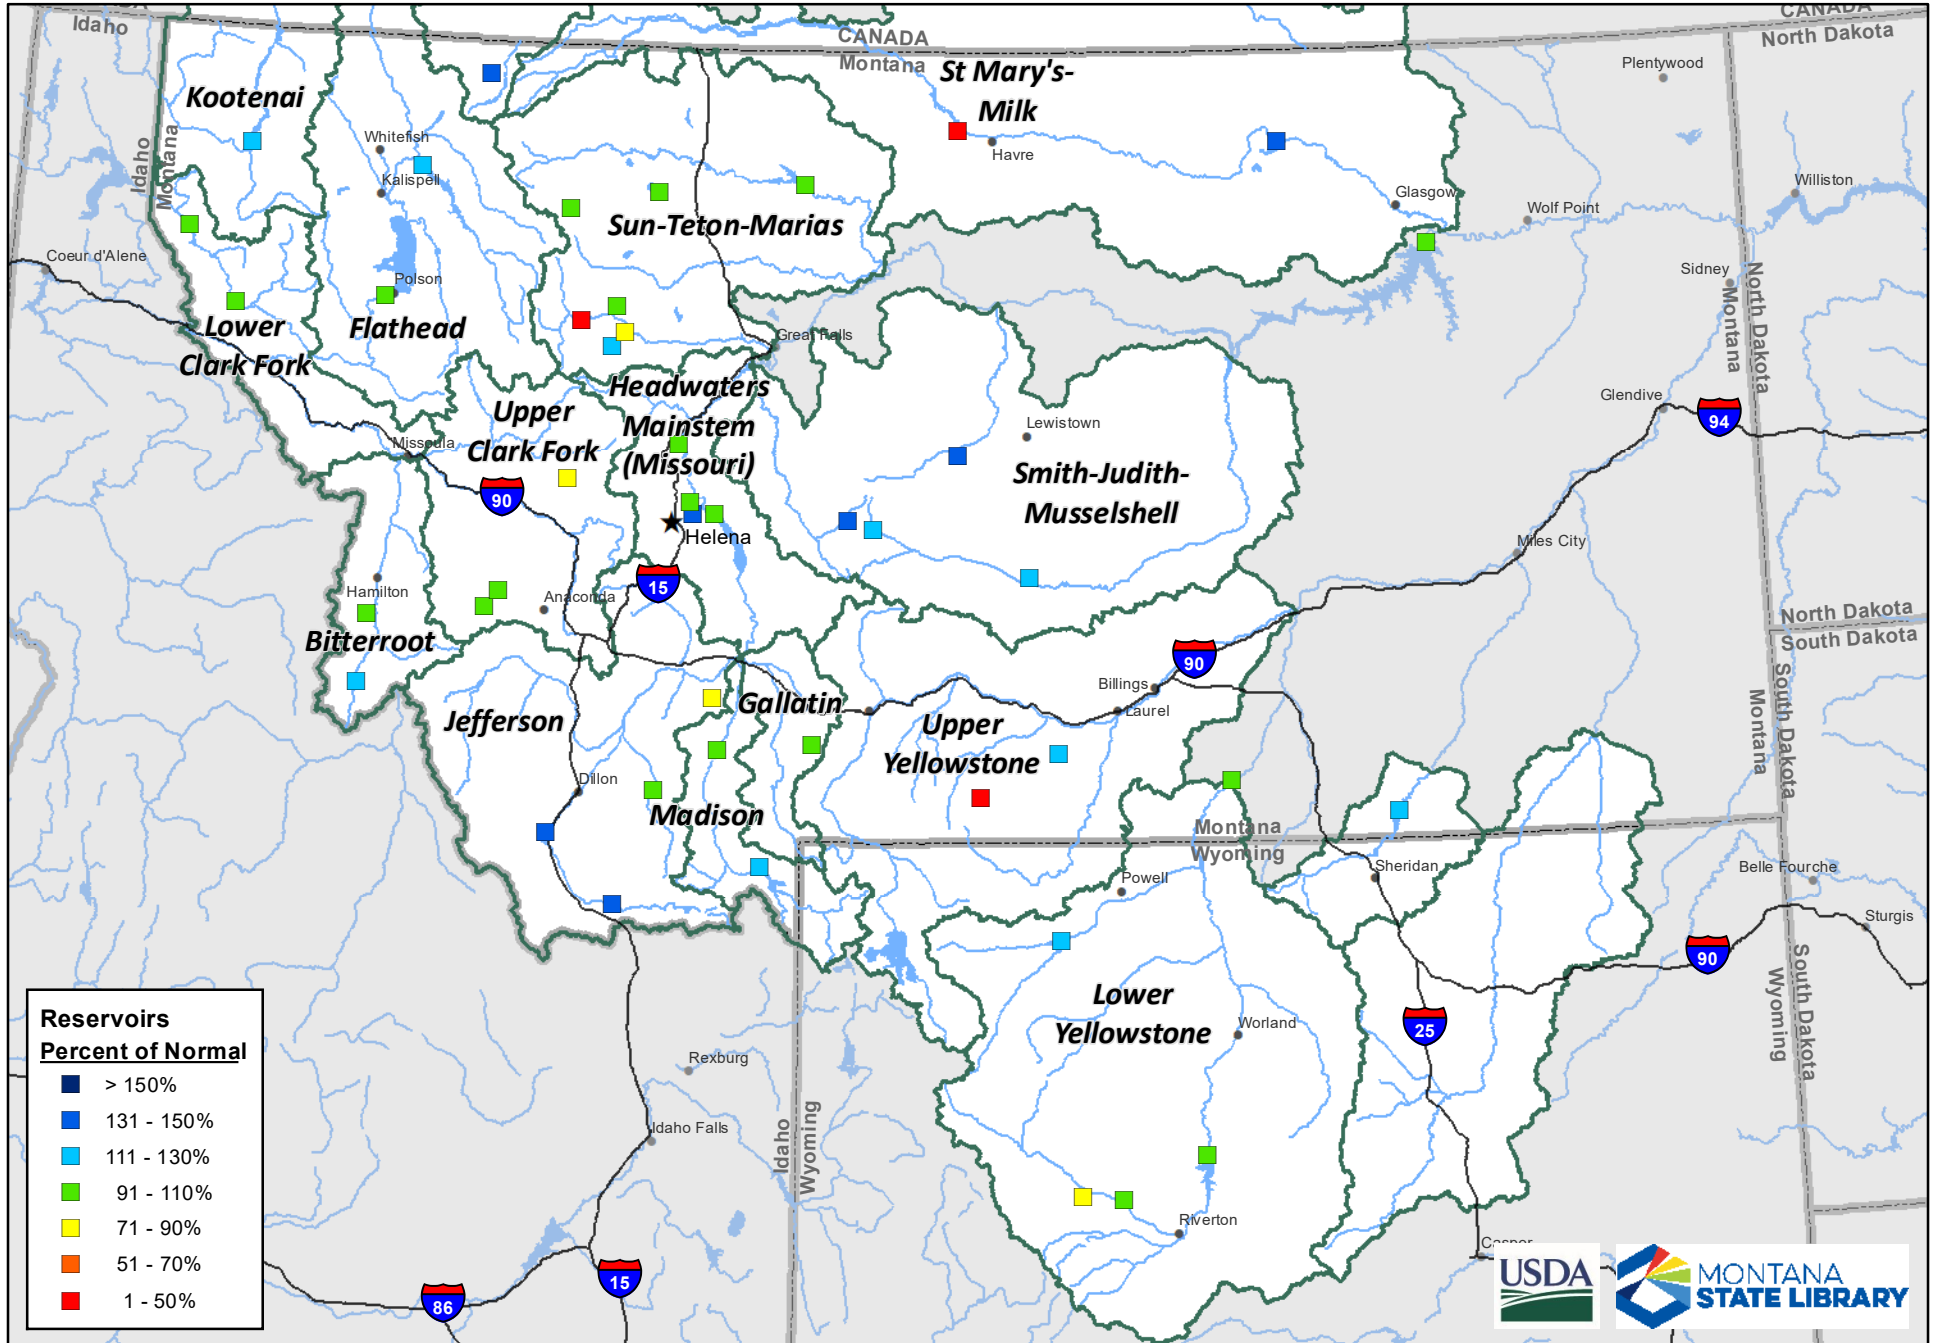 CANADA
Idaho
CANADA
Montana
CANADA
North Dakota
St Mary's-
Milk
Plentywood
Kootenai
Whitefish
Idaho
Montana
Havre
Kalispell
Glasgow
Williston
Wolf Point
Sun-Teton-Marias
Coeur d'Alene
Polson
Sidney
Montana
North Dakota
Lower
Clark Fork
Flathead
Great Falls
Headwaters
Mainstem
(Missouri)
Upper
Clark Fork
Glendive
94
Lewistown
Missoula
Smith-Judith-
Musselshell
90
Helena
Miles City
15
Hamilton
Anaconda
North Dakota
South Dakota
Bitterroot
90
Billings
Laurel
Montana
South Dakota
Jefferson
Gallatin
Upper
Yellowstone
Dillon
Madison
Montana
Wyoming
Sheridan
Powell
Belle Fourche
Sturgis
90
Wyoming
South Dakota
Lower
Yellowstone
Worland
25
Rexburg
Idaho Falls
Idaho
Wyoming
Riverton
Casper
15
86
Reservoirs
Percent of Normal
> 150%
131 - 150%
111 - 130%
91 - 110%
71 - 90%
51 - 70%
1 - 50%
USDA
MONTANA
STATE LIBRARY